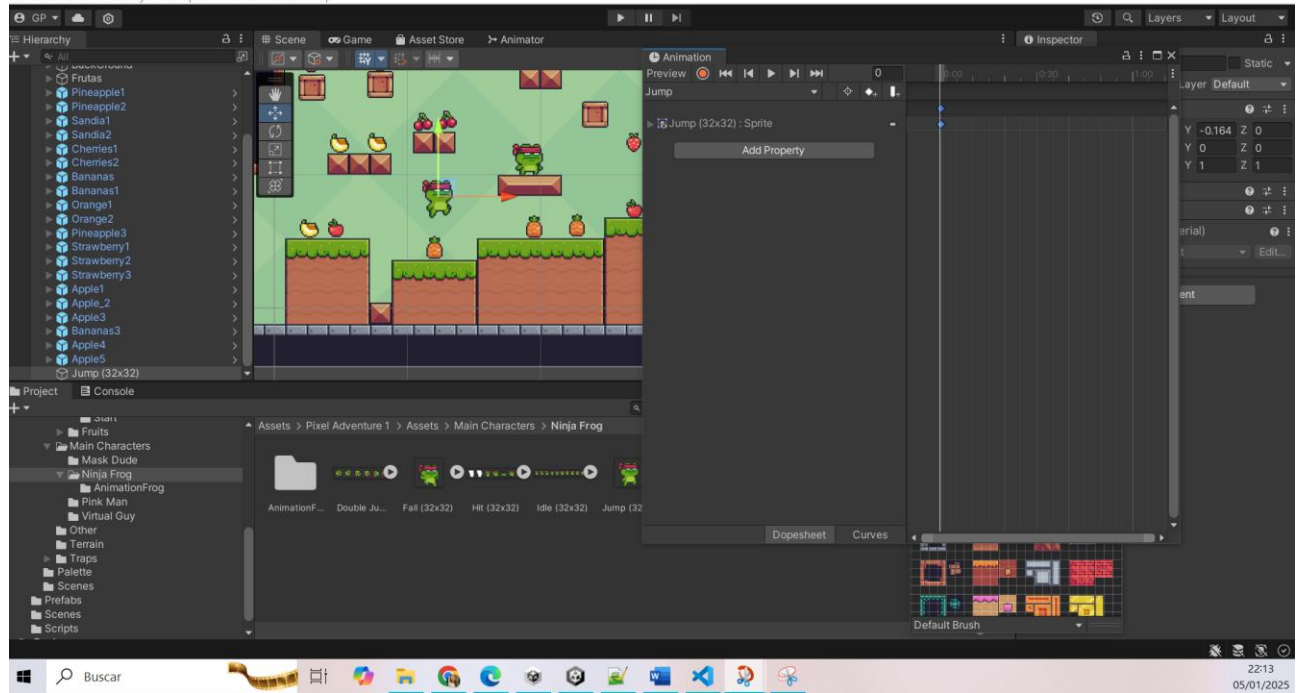 GP
Layers
Layout
Hierarchy
Scene
Game
Asset Store
Animator
Inspector
All
BackGround
Frutas
Pineapple1
Pineapple2
Sandia1
Sandia2
Cherries1
Cherries2
Bananas
Bananas1
Orange1
Orange2
Pineapple3
Strawberry1
Strawberry2
Strawberry3
Apple1
Apple_2
Apple3
Bananas3
Apple4
Apple5
Jump (32x32)
Animation
Preview
0
0:00
0:30
1:00
Jump
Jump (32x32) : Sprite
Add Property
Dopesheet
Curves
Static
Layer Default
Y -0.164 Z 0
Y 0 Z 0
Y 1 Z 1
erial)
t
Edit...
ent
Project
Console
Start
Fruits
Main Characters
Mask Dude
Ninja Frog
AnimationFrog
Pink Man
Virtual Guy
Other
Terrain
Traps
Palette
Scenes
Prefabs
Scenes
Scripts
Assets > Pixel Adventure 1 > Assets > Main Characters > Ninja Frog
AnimationF...
Double Ju...
Fall (32x32)
Hit (32x32)
Idle (32x32)
Jump (32
Default Brush
Buscar
22:13
05/01/2025